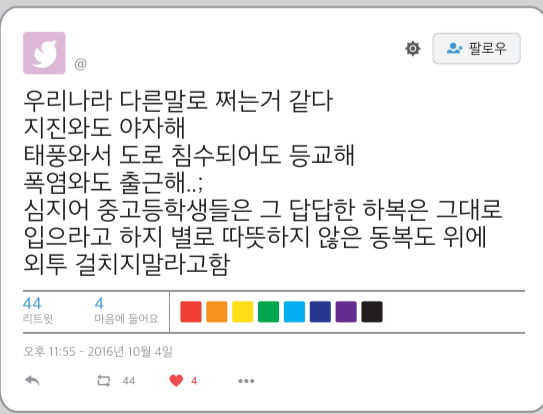 @
팔로우
우리나라 다른말로 쩌는거 같다
지진와도 야자해
태풍와서 도로 침수되어도 등교해
폭염와도 출근해..;
심지어 중고등학생들은 그 답답한 하복은 그대로
입으라고 하지 별로 따뜻하지 않은 동복도 위에
외투 걸치지말라고함
44 4
리트윗 마음에 들어요
오후 11:55 - 2016년 10월 4일
44 4